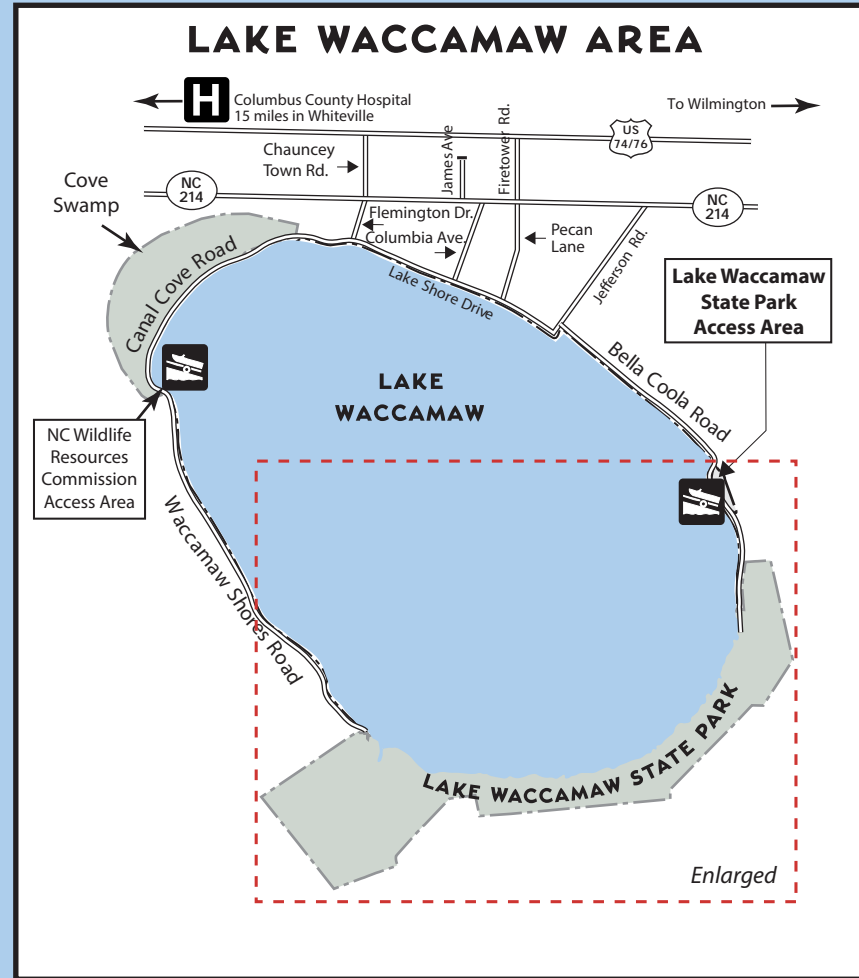 LAKE WACCAMAW AREA
H
Columbus County Hospital
15 miles in Whiteville
To Wilmington
US
74/76
Chauncey
Town Rd.
James Ave
Firetower Rd.
Cove
Swamp
NC
214
NC
214
Flemington Dr.
Columbia Ave.
Pecan
Lane
Jefferson Rd.
Lake Waccamaw
State Park
Access Area
Canal Cove Road
Lake Shore Drive
Bella Coola Road
LAKE
WACCAMAW
NC Wildlife
Resources
Commission
Access Area
Waccamaw Shores Road
LAKE WACCAMAW STATE PARK
Enlarged